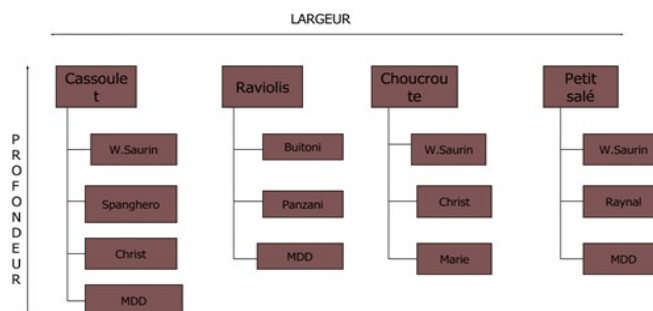 LARGEUR
PROFONDEUR
Cassoule
t
W.Saurin
Spanghero
Christ
MDD
Raviolis
Buitoni
Panzani
MDD
Choucrou
te
W.Saurin
Christ
Marie
Petit
salé
W.Saurin
Raynal
MDD